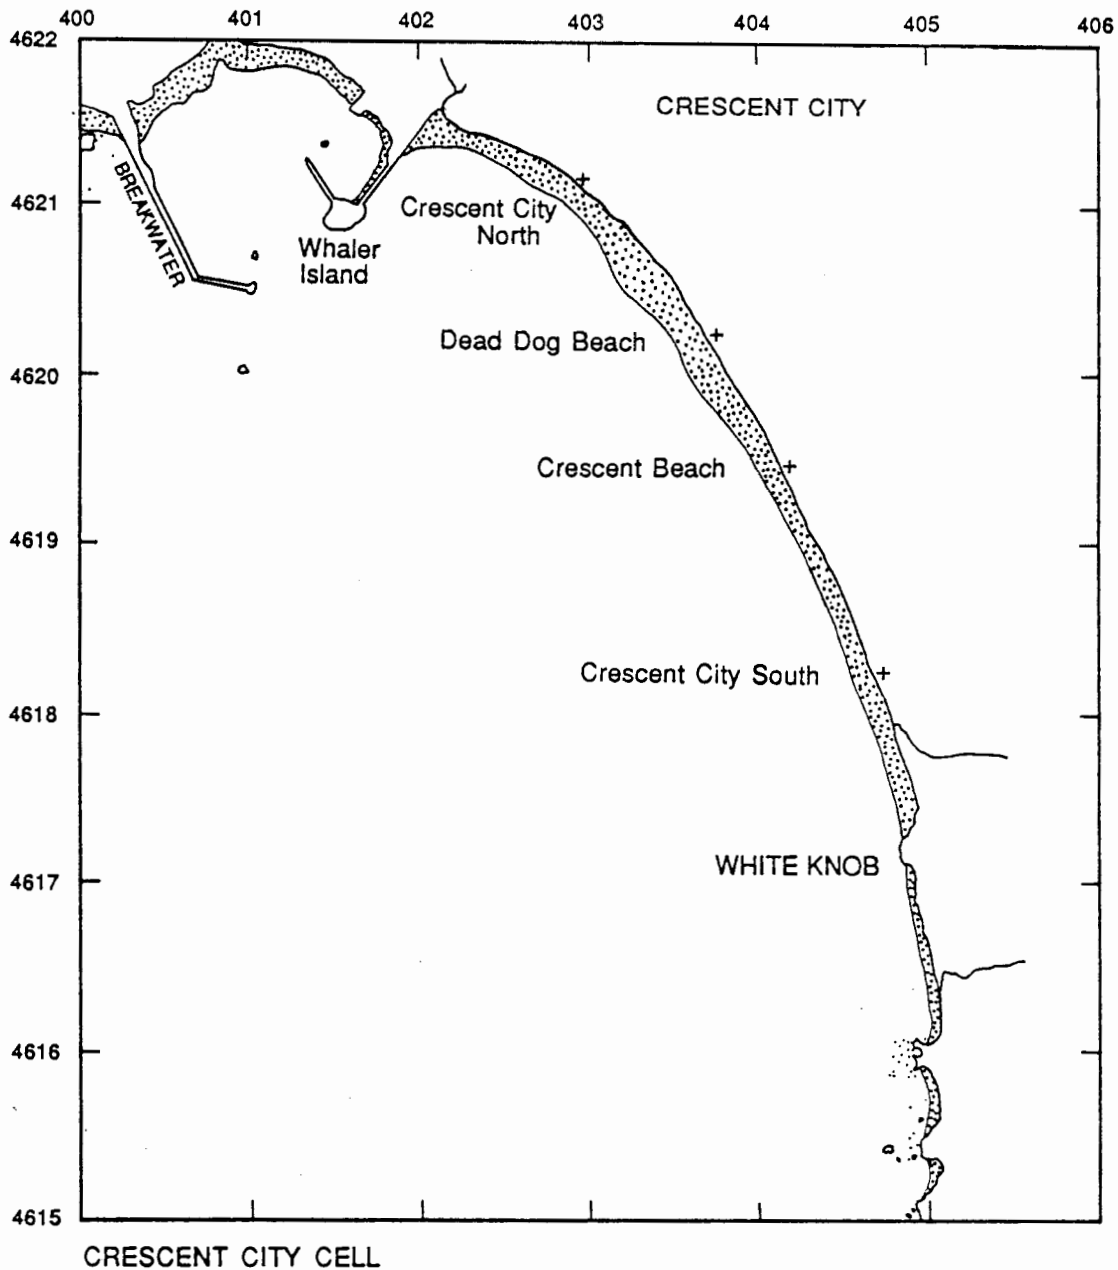 400 401 402 403 404 405 406
4622
CRESCENT CITY
BREAKWATER
4621
Crescent City
North
Whaler
Island
Dead Dog Beach
4620
Crescent Beach
4619
Crescent City South
4618
WHITE KNOB
4617
4616
4615
CRESCENT CITY CELL